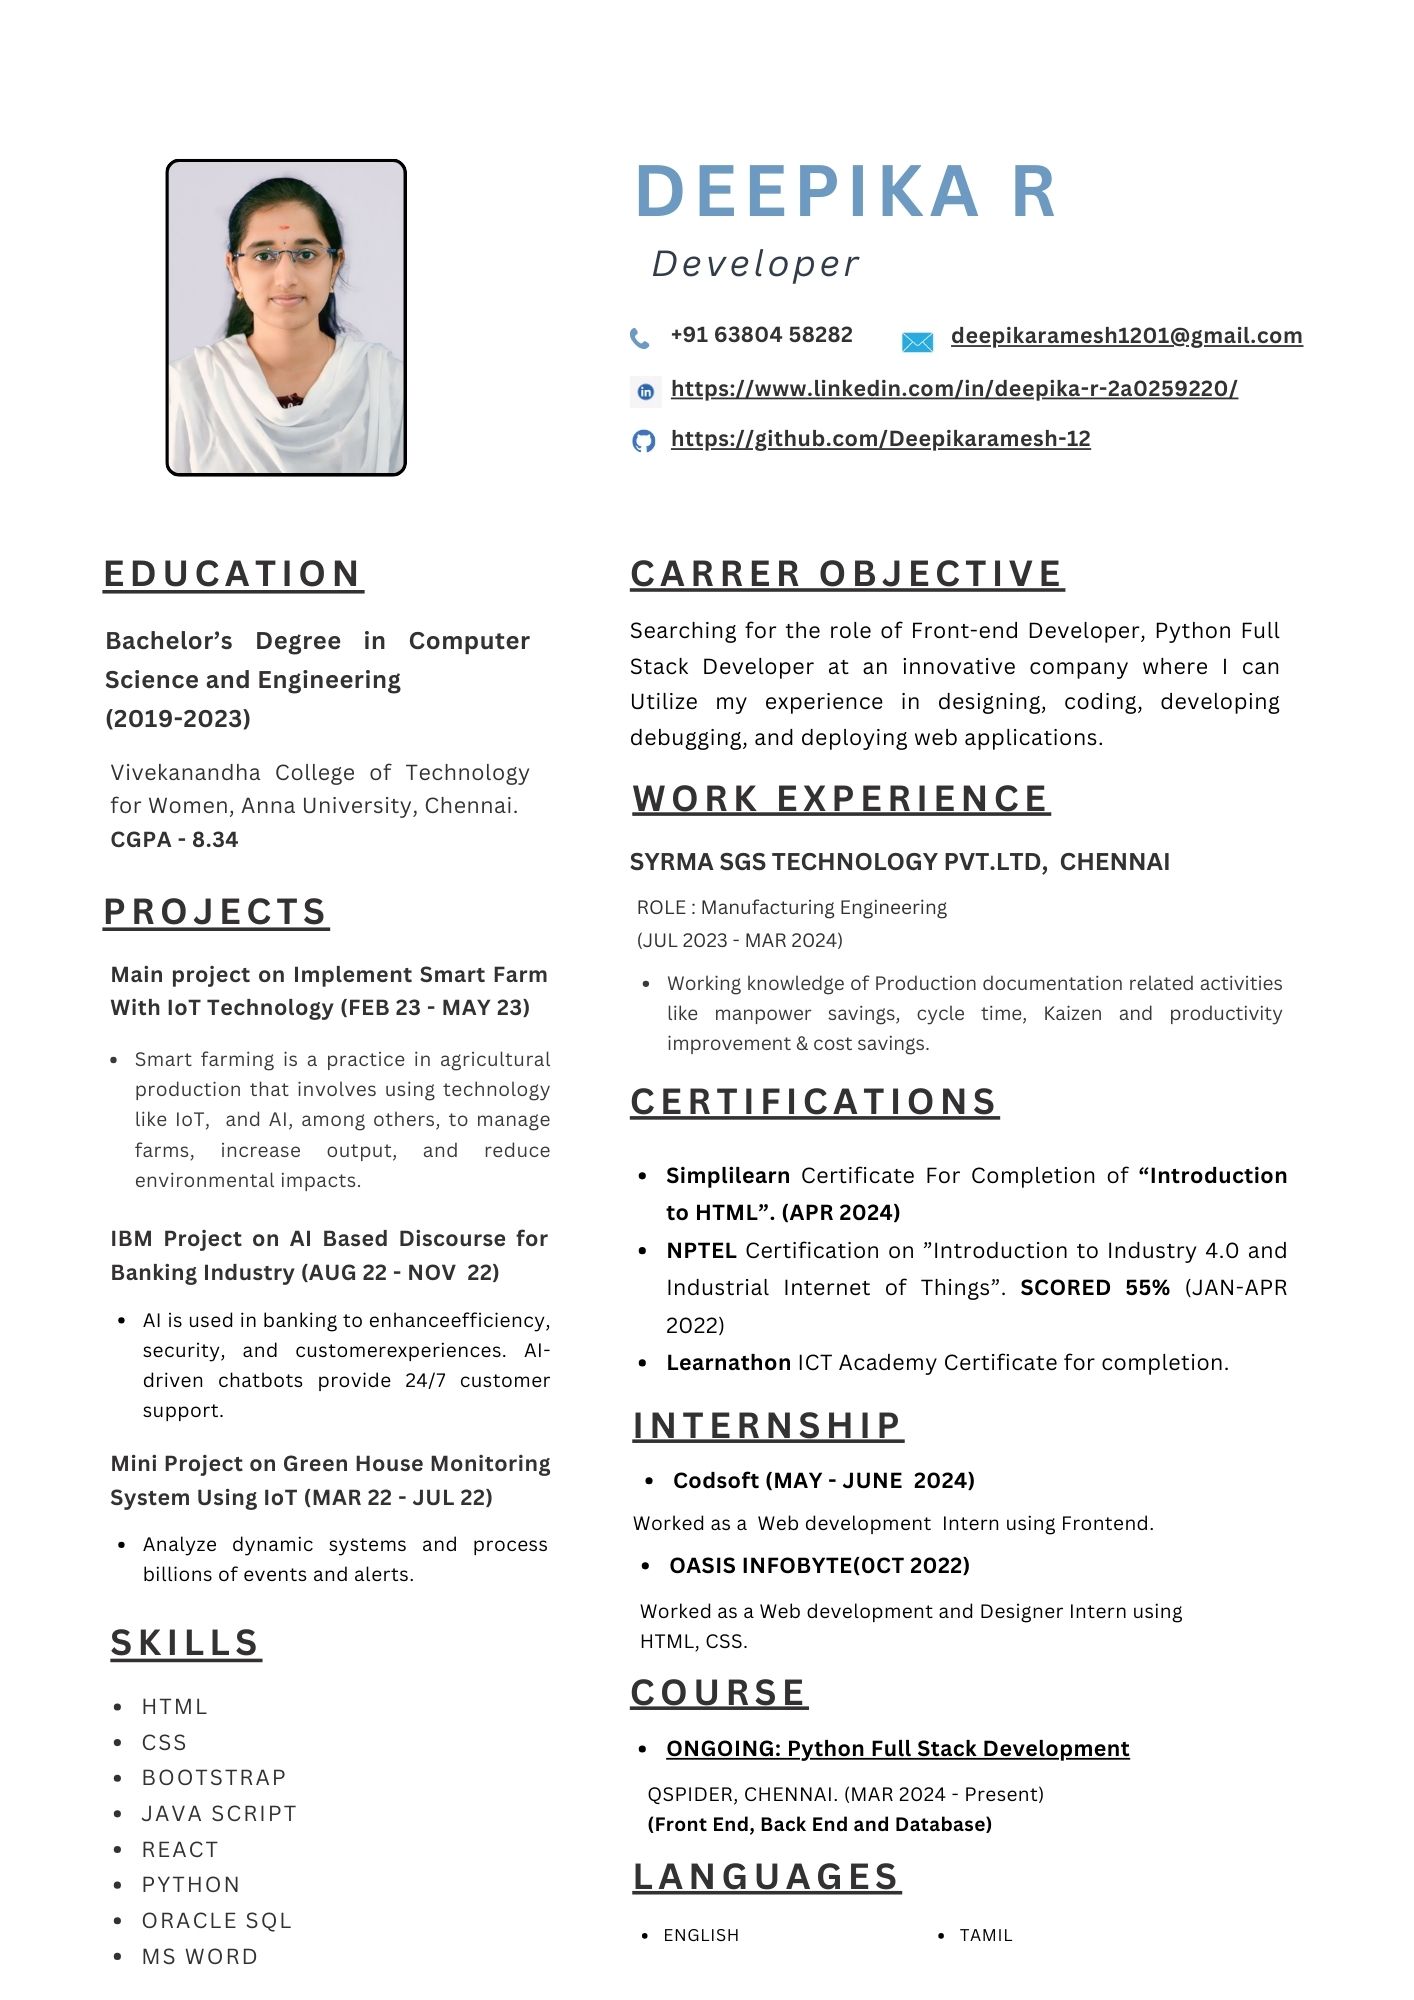 DEEPIKA R
Developer
+91 63804 58282
deepikaramesh1201@gmail.com
https://www.linkedin.com/in/deepika-r-2a0259220/
https://github.com/Deepikaramesh-12
EDUCATION
Bachelor’s Degree in Computer
Science and Engineering
(2019-2023)
Vivekanandha College of Technology
for Women, Anna University, Chennai.
CGPA - 8.34
PROJECTS
Main project on Implement Smart Farm
With IoT Technology (FEB 23 - MAY 23)
• Smart farming is a practice in agricultural
production that involves using technology
like IoT, and AI, among others, to manage
farms, increase output, and reduce
environmental impacts.
IBM Project on AI Based Discourse for
Banking Industry (AUG 22 - NOV 22)
• AI is used in banking to enhanceefficiency,
security, and customerexperiences. AI-
driven chatbots provide 24/7 customer
support.
Mini Project on Green House Monitoring
System Using IoT (MAR 22 - JUL 22)
• Analyze dynamic systems and process
billions of events and alerts.
SKILLS
• HTML
• CSS
• BOOTSTRAP
• JAVA SCRIPT
• REACT
• PYTHON
• ORACLE SQL
• MS WORD
CARRER OBJECTIVE
Searching for the role of Front-end Developer, Python Full
Stack Developer at an innovative company where I can
Utilize my experience in designing, coding, developing
debugging, and deploying web applications.
WORK EXPERIENCE
SYRMA SGS TECHNOLOGY PVT.LTD, CHENNAI
ROLE : Manufacturing Engineering
(JUL 2023 - MAR 2024)
• Working knowledge of Production documentation related activities
like manpower savings, cycle time, Kaizen and productivity
improvement & cost savings.
CERTIFICATIONS
• Simplilearn Certificate For Completion of “Introduction
to HTML”. (APR 2024)
• NPTEL Certification on ”Introduction to Industry 4.0 and
Industrial Internet of Things”. SCORED 55% (JAN-APR
2022)
• Learnathon ICT Academy Certificate for completion.
INTERNSHIP
• Codsoft (MAY - JUNE 2024)
Worked as a Web development Intern using Frontend.
• OASIS INFOBYTE(0CT 2022)
Worked as a Web development and Designer Intern using
HTML, CSS.
COURSE
• ONGOING: Python Full Stack Development
QSPIDER, CHENNAI. (MAR 2024 - Present)
(Front End, Back End and Database)
LANGUAGES
• ENGLISH
• TAMIL